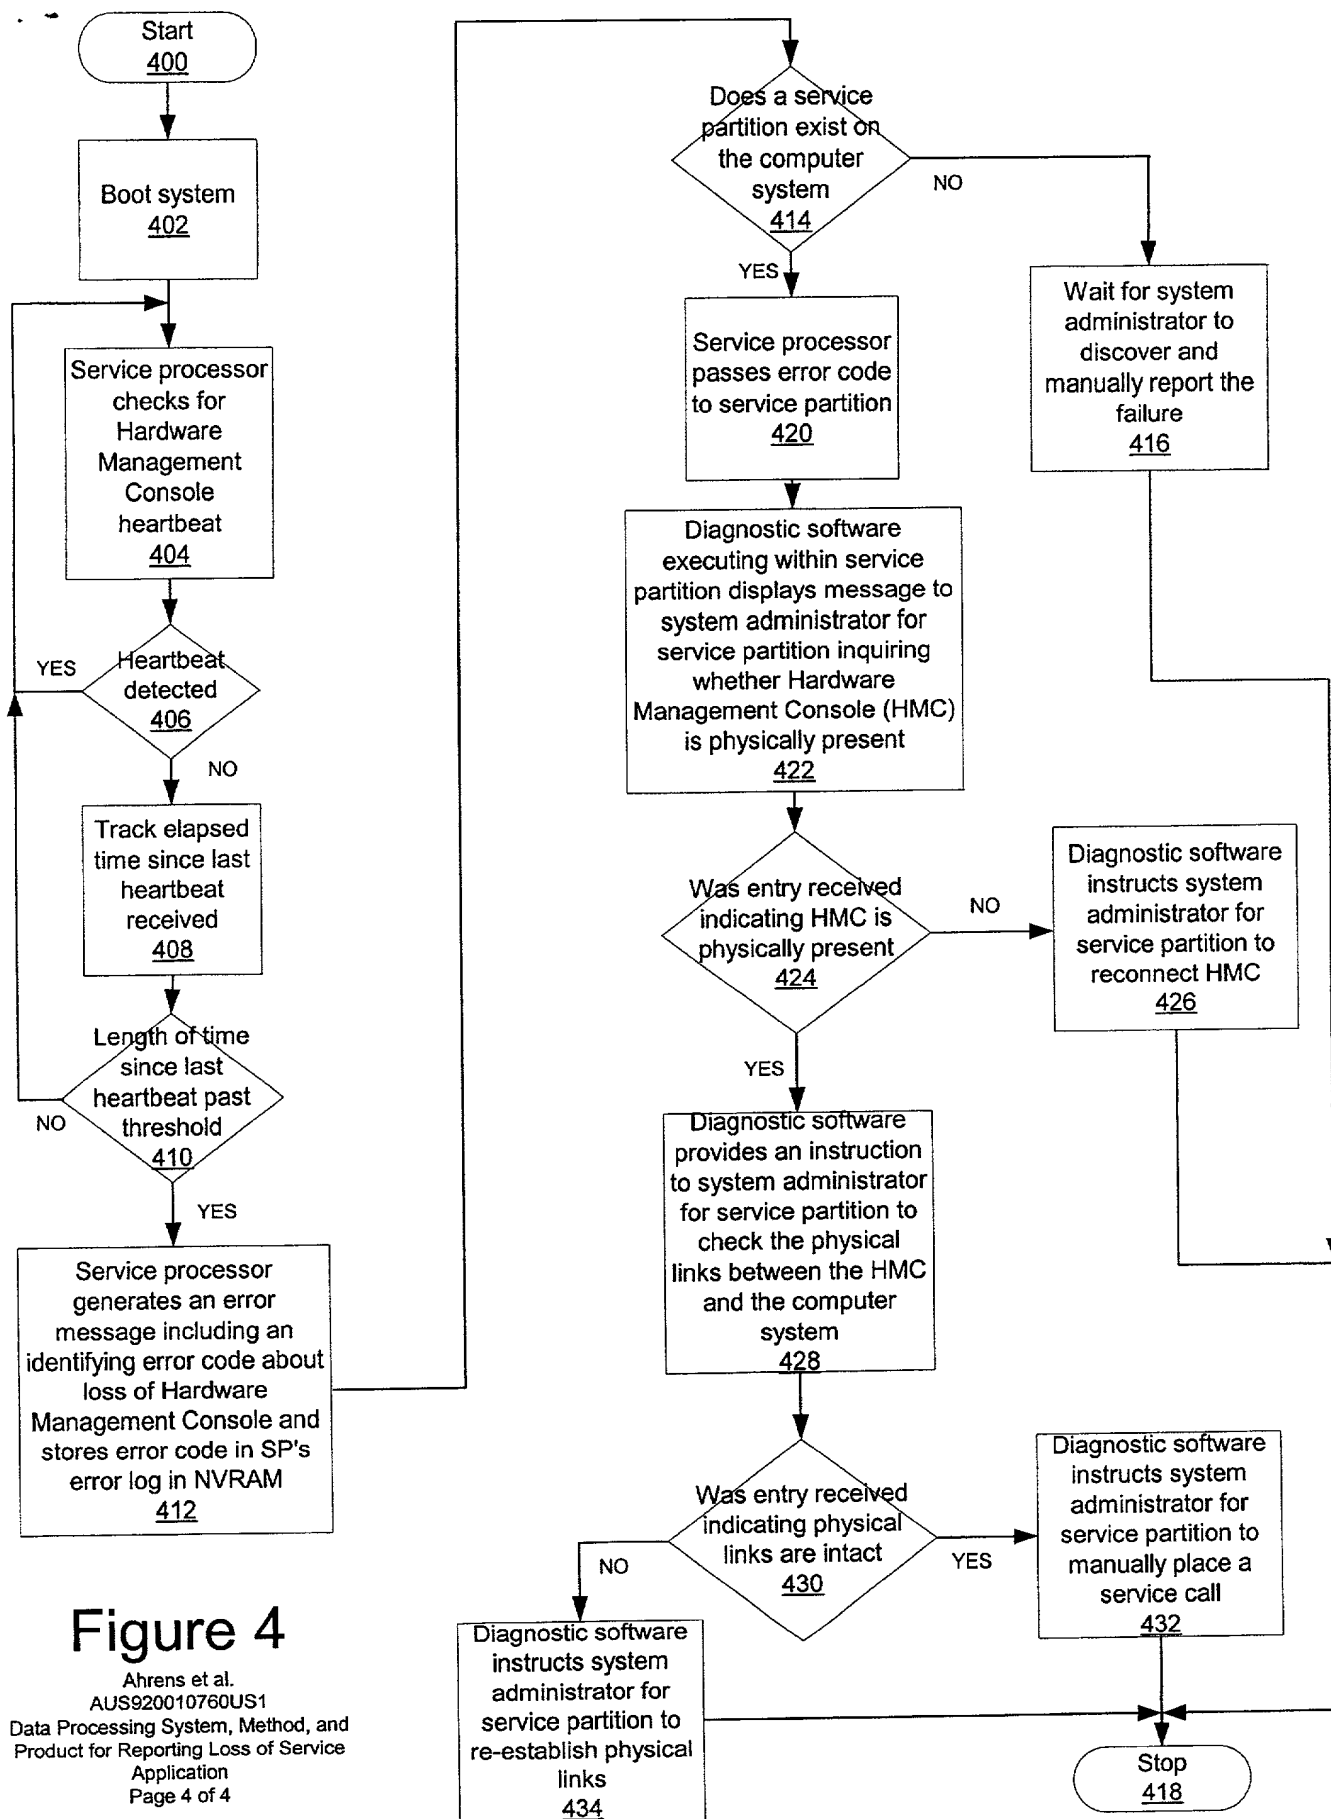 Start
400
Boot system
402
Service processor
checks for
Hardware
Management
Console
heartbeat
404
YES
Heartbeat
detected
406
NO
Track elapsed
time since last
heartbeat
received
408
Length of time
since last
heartbeat past
threshold
410
NO
YES
Service processor
generates an error
message including an
identifying error code about
loss of Hardware
Management Console and
stores error code in SP's
error log in NVRAM
412
Does a service
partition exist on
the computer
system
414
NO
YES
Wait for system
administrator to
discover and
manually report the
failure
416
Service processor
passes error code
to service partition
420
Diagnostic software
executing within service
partition displays message to
system administrator for
service partition inquiring
whether Hardware
Management Console (HMC)
is physically present
422
Was entry received
indicating HMC is
physically present
424
NO
YES
Diagnostic software
instructs system
administrator for
service partition to
reconnect HMC
426
Diagnostic software
provides an instruction
to system administrator
for service partition to
check the physical
links between the HMC
and the computer
system
428
Was entry received
indicating physical
links are intact
430
NO
YES
Diagnostic software
instructs system
administrator for
service partition to
manually place a
service call
432
Diagnostic software
instructs system
administrator for
service partition to
re-establish physical
links
434
Stop
418
Figure 4
Ahrens et al.
AUS920010760US1
Data Processing System, Method, and
Product for Reporting Loss of Service
Application
Page 4 of 4